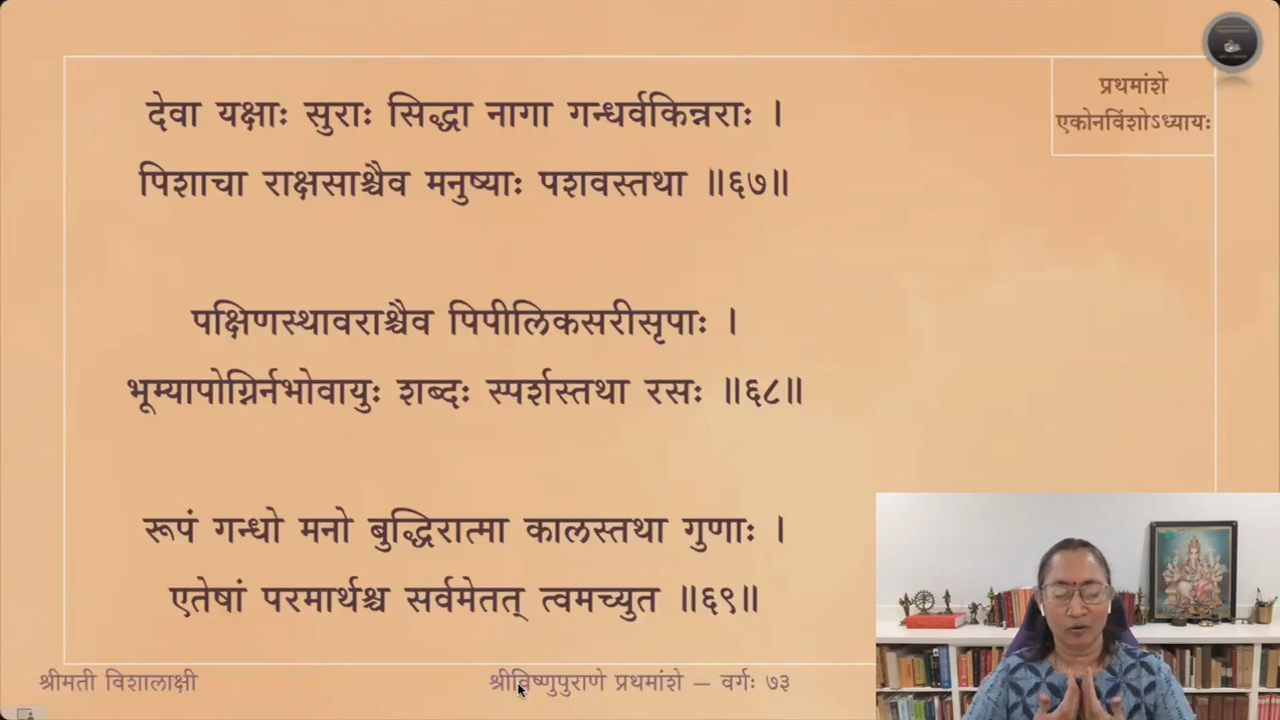 प्रथमांशे
एकोनविंशोऽध्यायः
देवा यक्षाः सुराः सिद्धा नागा गन्धर्वकिन्नराः ।
पिशाचा राक्षसाश्चैव मनुष्याः पशवस्तथा ॥६७॥
पक्षिणस्थावराश्चैव पिपीलिकसरीसृपाः ।
भूम्यापोग्निर्नभोवायुः शब्दः स्पर्शस्तथा रसः ॥६८॥
रूपं गन्धो मनो बुद्धिरात्मा कालस्तथा गुणाः ।
एतेषां परमार्थश्च सर्वमेतत् त्वमच्युत ॥६९॥
श्रीमती विशालाक्षी
श्रीविष्णुपुराणे प्रथमांशे – वर्गः ७३